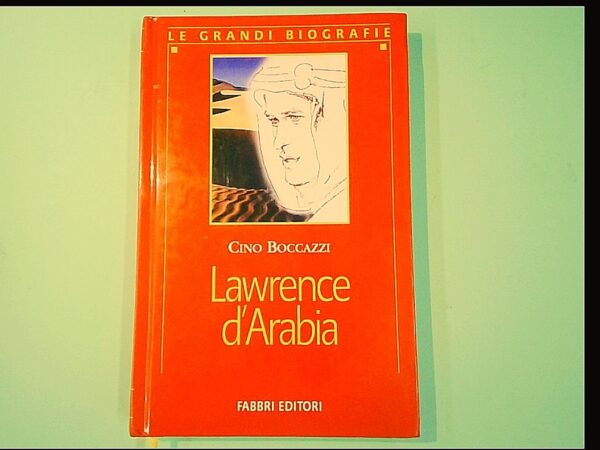 LE GRANDI BIOGRAFIE
CINO BOCCAZZI
Lawrence
d'Arabia
FABBRI EDITORI